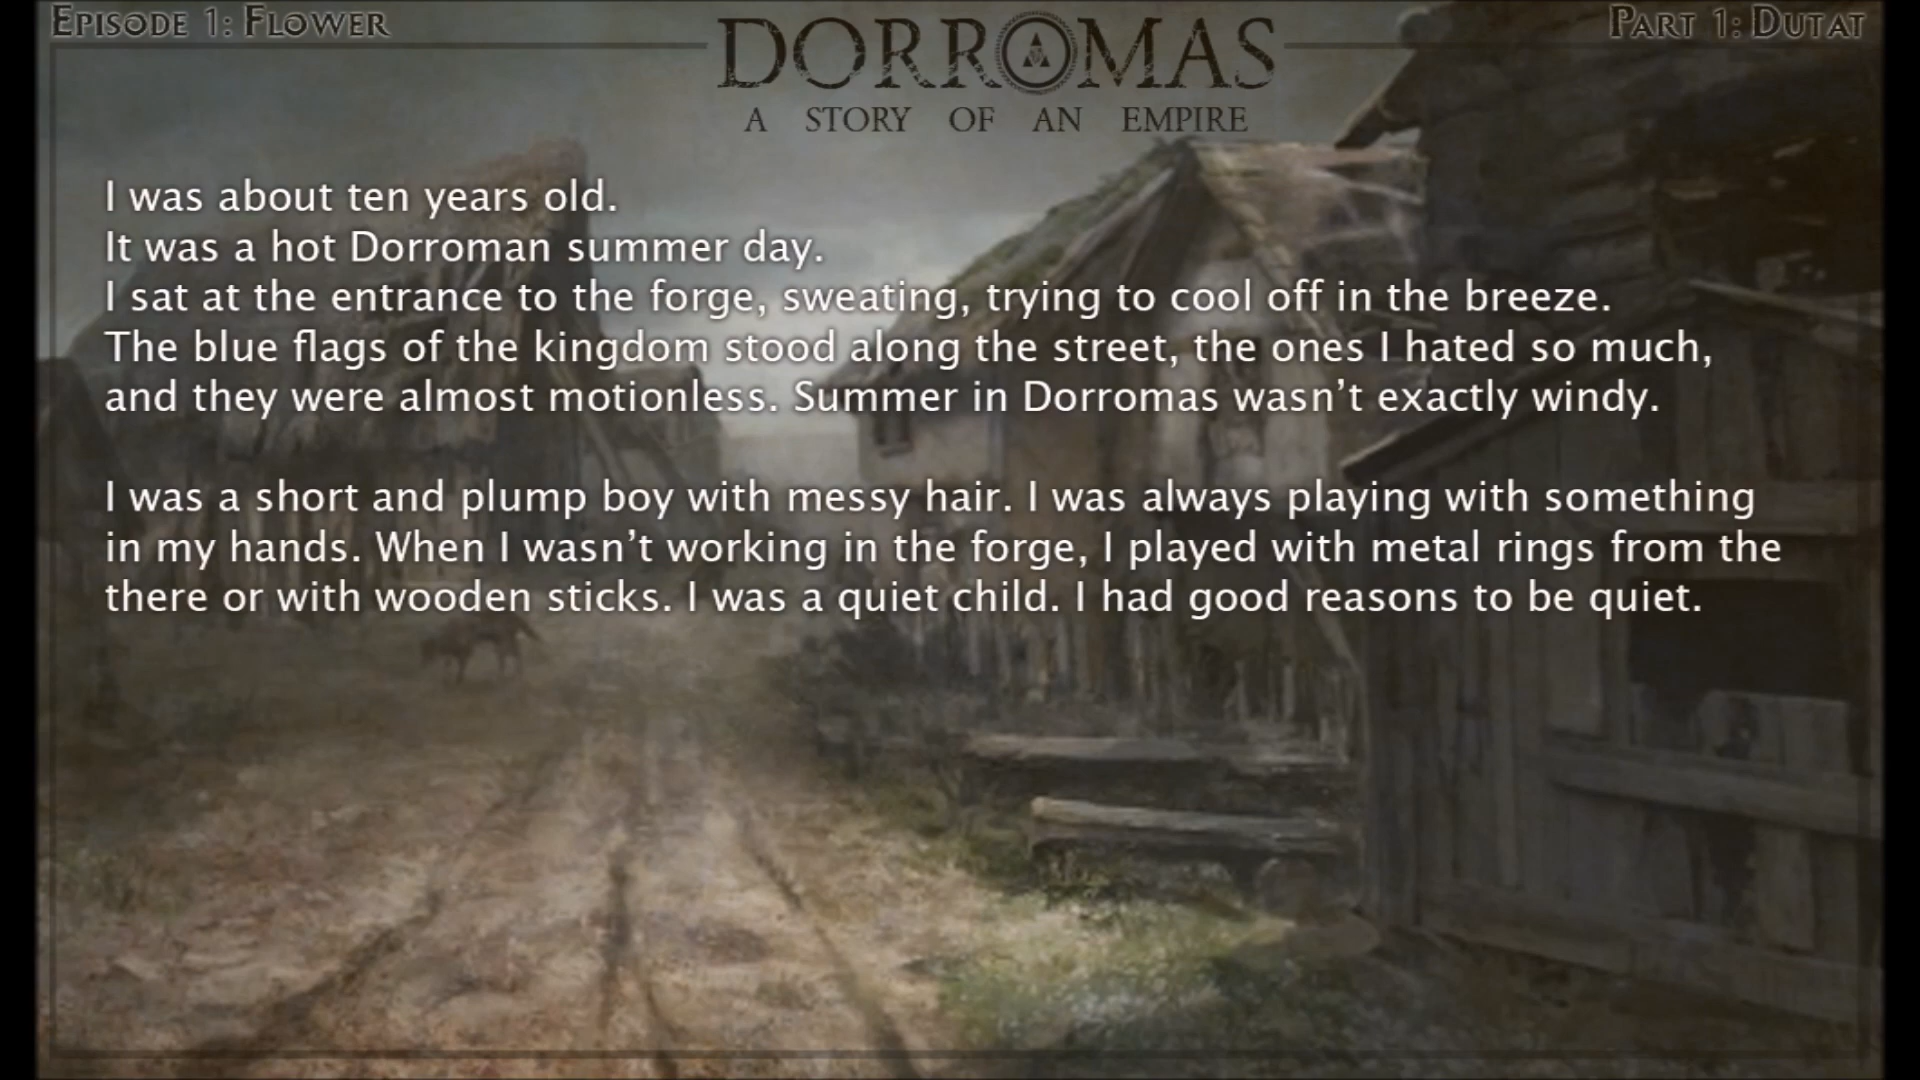 Episode 1: Flower
Part 1: Dutat
DORROMAS
A STORY OF AN EMPIRE
I was about ten years old.
It was a hot Dorroman summer day.
I sat at the entrance to the forge, sweating, trying to cool off in the breeze.
The blue flags of the kingdom stood along the street, the ones I hated so much,
and they were almost motionless. Summer in Dorromas wasn’t exactly windy.
I was a short and plump boy with messy hair. I was always playing with something
in my hands. When I wasn’t working in the forge, I played with metal rings from the
there or with wooden sticks. I was a quiet child. I had good reasons to be quiet.